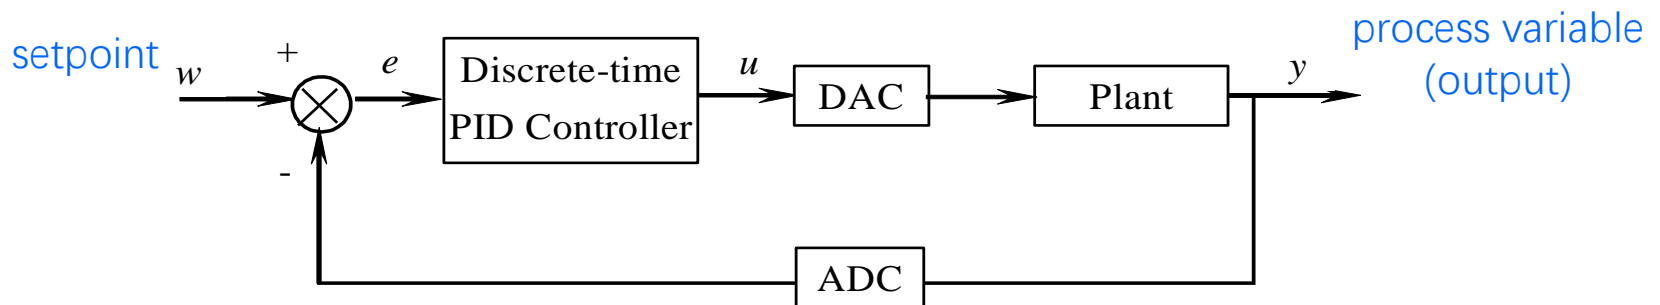 setpoint
w
+
-
e
Discrete-time
PID Controller
u
DAC
Plant
y
process variable
(output)
ADC